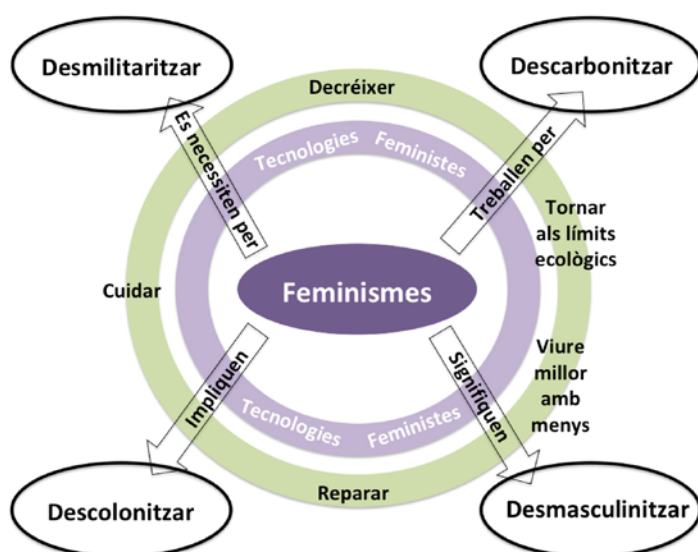 Desmilitaritzar
Descarbonitzar
Decréixer
Es necessiten per
Tecnologies Feministes
Treballen per
Tornar
als límits
ecològics
Cuidar
Feminismes
Viure
millor
amb
menys
Impliquen
Signifiquen
Tecnologies Feministes
Reparar
Descolonitzar
Desmasculinitzar